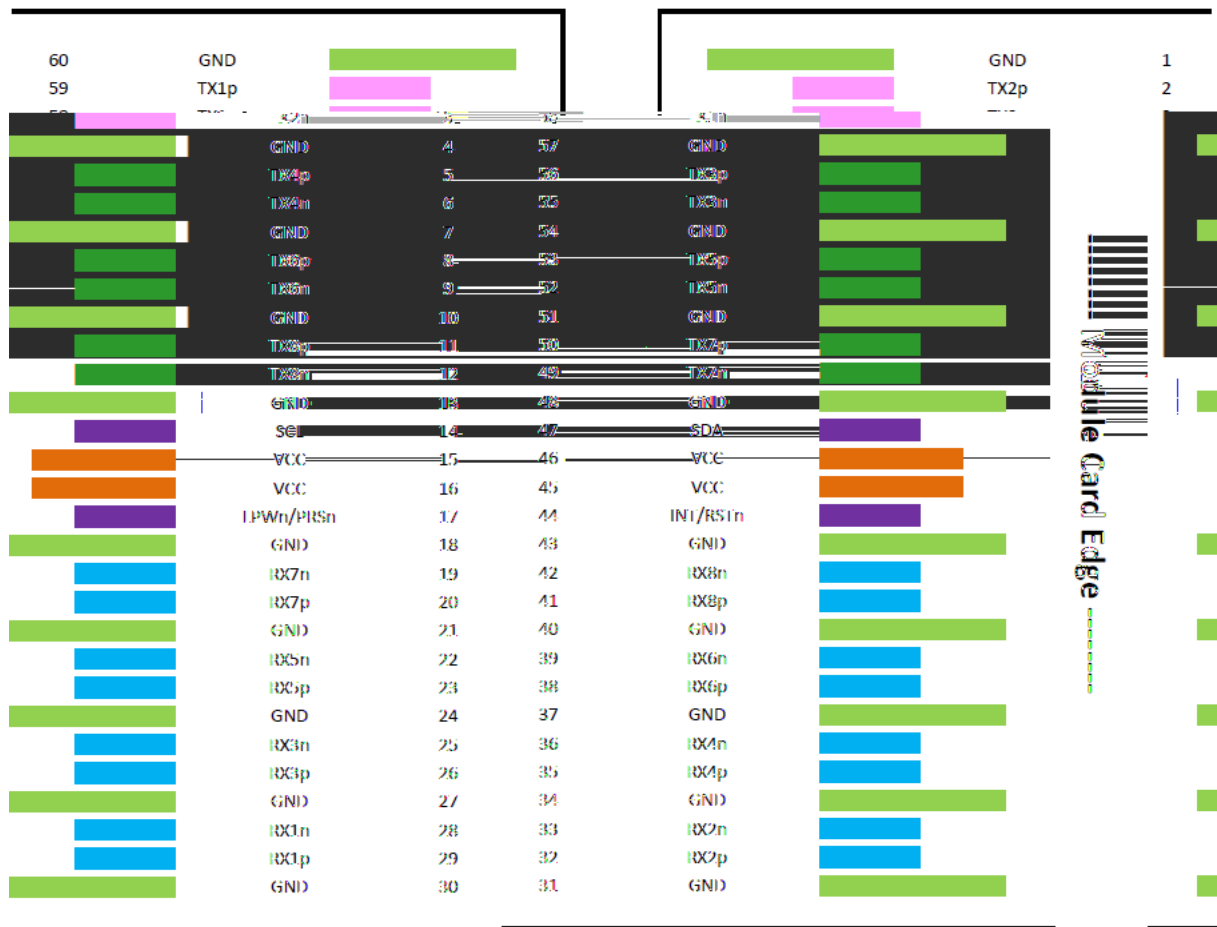 60 GND GND 1
59 TX1p TX2p 2
GND 4 57 GND
TX4p 5 56 TX3p
TX4n 6 55 TX3n
GND 7 54 GND
TX6p 8 53 TX5p
TX6n 9 52 TX5n
GND 10 51 GND
TX8p 11 50 TX7p
TX8n 12 49 TX7n
GND 13 48 GND
SCL 14 47 SDA
VCC 15 46 VCC
VCC 16 45 VCC
LPWn/PRSn 17 44 INT/RSTn
GND 18 43 GND
RX7n 19 42 RX8n
RX7p 20 41 RX8p
GND 21 40 GND
RX5n 22 39 RX6n
RX5p 23 38 RX6p
GND 24 37 GND
RX3n 25 36 RX4n
RX3p 26 35 RX4p
GND 27 34 GND
RX1n 28 33 RX2n
RX1p 29 32 RX2p
GND 30 31 GND
Module Card Edge